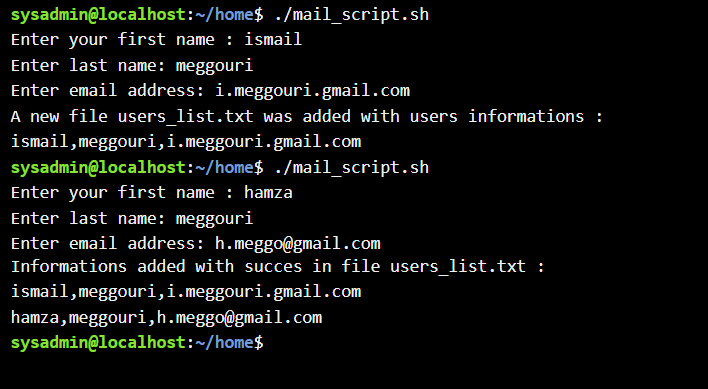 sysadmin@localhost:~/home$ ./mail_script.sh
Enter your first name : ismail
Enter last name: meggouri
Enter email address: i.meggouri.gmail.com
A new file users_list.txt was added with users informations :
ismail,meggouri,i.meggouri.gmail.com
sysadmin@localhost:~/home$ ./mail_script.sh
Enter your first name : hamza
Enter last name: meggouri
Enter email address: h.meggo@gmail.com
Informations added with succes in file users_list.txt :
ismail,meggouri,i.meggouri.gmail.com
hamza,meggouri,h.meggo@gmail.com
sysadmin@localhost:~/home$